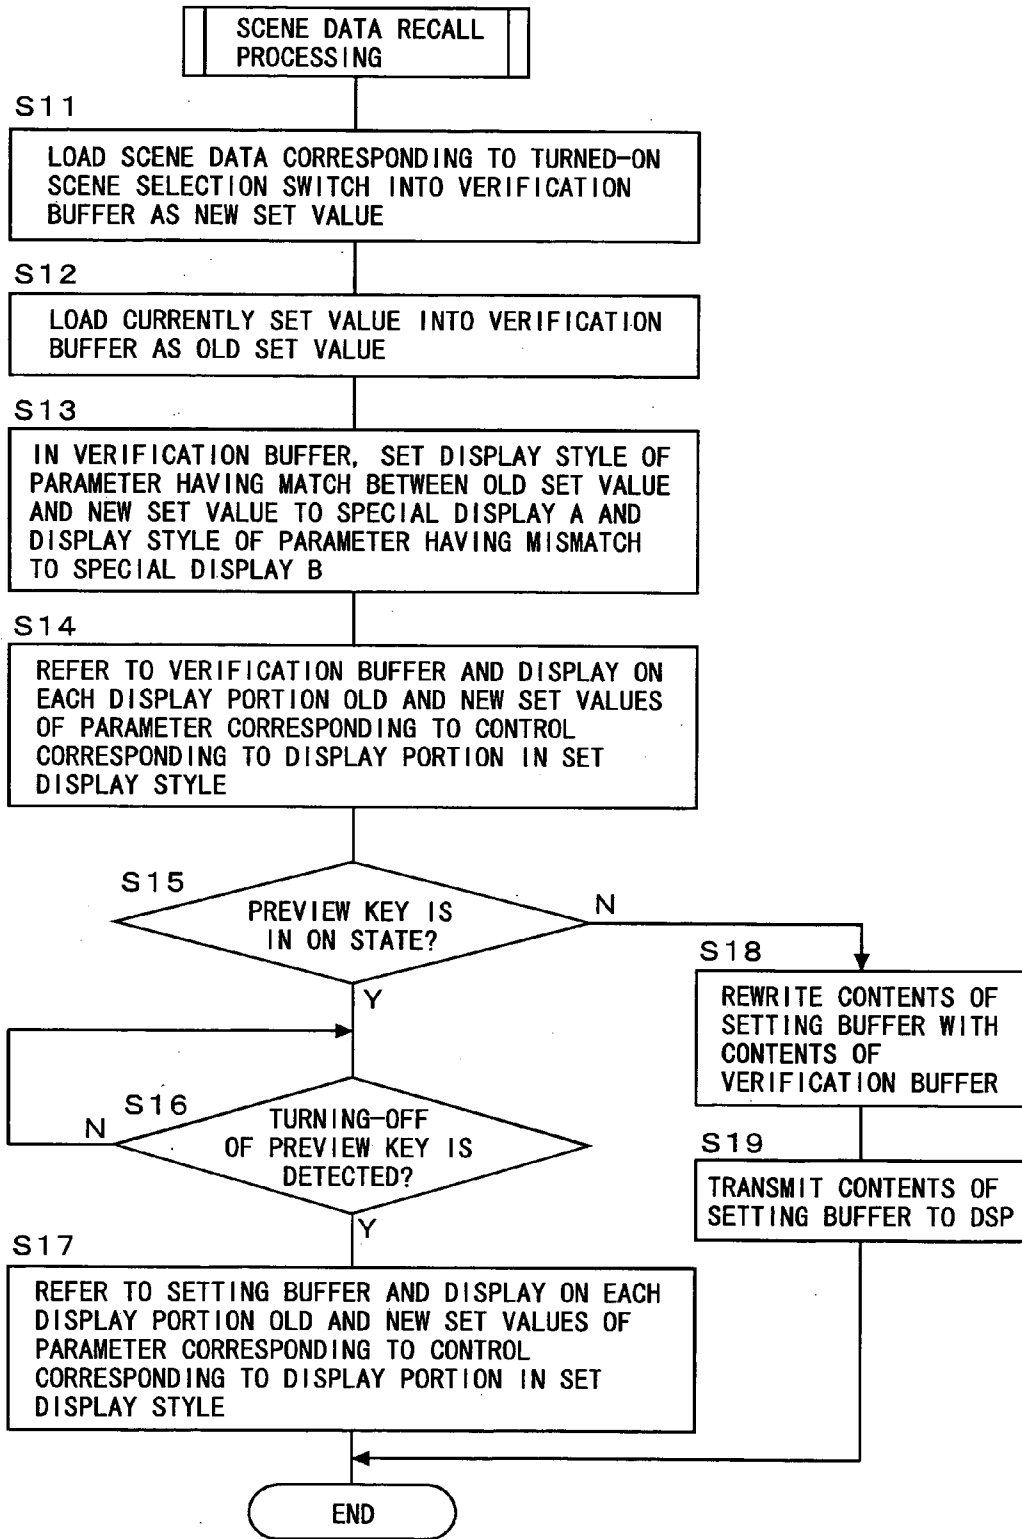 SCENE DATA RECALL
PROCESSING
S11
LOAD SCENE DATA CORRESPONDING TO TURNED-ON
SCENE SELECTION SWITCH INTO VERIFICATION
BUFFER AS NEW SET VALUE
S12
LOAD CURRENTLY SET VALUE INTO VERIFICATION
BUFFER AS OLD SET VALUE
S13
IN VERIFICATION BUFFER, SET DISPLAY STYLE OF
PARAMETER HAVING MATCH BETWEEN OLD SET VALUE
AND NEW SET VALUE TO SPECIAL DISPLAY A AND
DISPLAY STYLE OF PARAMETER HAVING MISMATCH
TO SPECIAL DISPLAY B
S14
REFER TO VERIFICATION BUFFER AND DISPLAY ON
EACH DISPLAY PORTION OLD AND NEW SET VALUES
OF PARAMETER CORRESPONDING TO CONTROL
CORRESPONDING TO DISPLAY PORTION IN SET
DISPLAY STYLE
S15
PREVIEW KEY IS
IN ON STATE?
N
Y
S18
REWRITE CONTENTS OF
SETTING BUFFER WITH
CONTENTS OF
VERIFICATION BUFFER
S16
TURNING-OFF
OF PREVIEW KEY IS
DETECTED?
N
Y
S19
TRANSMIT CONTENTS OF
SETTING BUFFER TO DSP
S17
REFER TO SETTING BUFFER AND DISPLAY ON EACH
DISPLAY PORTION OLD AND NEW SET VALUES OF
PARAMETER CORRESPONDING TO CONTROL
CORRESPONDING TO DISPLAY PORTION IN SET
DISPLAY STYLE
END